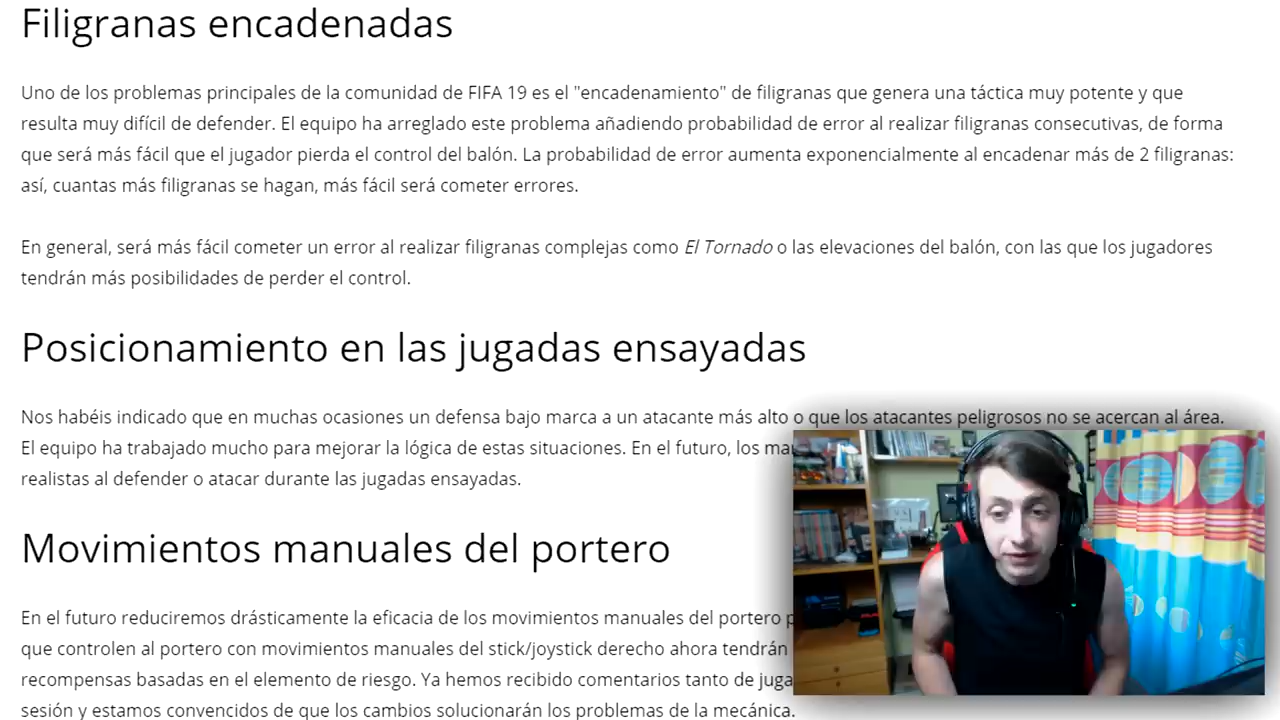 Filigranas encadenadas
Uno de los problemas principales de la comunidad de FIFA 19 es el "encadenamiento" de filigranas que genera una táctica muy potente y que
resulta muy difícil de defender. El equipo ha arreglado este problema añadiendo probabilidad de error al realizar filigranas consecutivas, de forma
que será más fácil que el jugador pierda el control del balón. La probabilidad de error aumenta exponencialmente al encadenar más de 2 filigranas:
así, cuantas más filigranas se hagan, más fácil será cometer errores.
En general, será más fácil cometer un error al realizar filigranas complejas como El Tornado o las elevaciones del balón, con las que los jugadores
tendrán más posibilidades de perder el control.
Posicionamiento en las jugadas ensayadas
Nos habéis indicado que en muchas ocasiones un defensa bajo marca a un atacante más alto o que los atacantes peligrosos no se acercan al área.
El equipo ha trabajado mucho para mejorar la lógica de estas situaciones. En el futuro, los
realistas al defender o atacar durante las jugadas ensayadas.
Movimientos manuales del portero
En el futuro reduciremos drásticamente la eficacia de los movimientos manuales del portero
que controlen al portero con movimientos manuales del stick/joystick derecho ahora tendrán
recompensas basadas en el elemento de riesgo. Ya hemos recibido comentarios tanto de
sesión y estamos convencidos de que los cambios solucionarán los problemas de la mecánica.